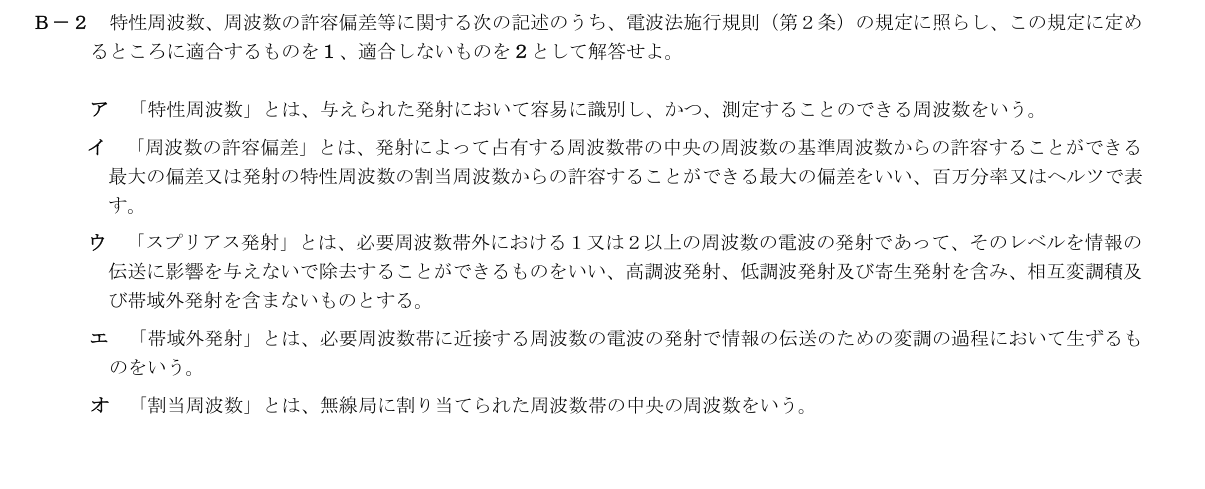 Ｂ－２　特性周波数、周波数の許容偏差等に関する次の記述のうち、電波法施行規則（第２条）の規定に照らし、この規定に定め
るところに適合するものを１、適合しないものを２として解答せよ。
ア　「特性周波数」とは、与えられた発射において容易に識別し、かつ、測定することのできる周波数をいう。
イ　「周波数の許容偏差」とは、発射によって占有する周波数帯の中央の周波数の基準周波数からの許容することができる
最大の偏差又は発射の特性周波数の割当周波数からの許容することができる最大の偏差をいい、百万分率又はヘルツで表
す。
ウ　「スプリアス発射」とは、必要周波数帯外における１又は２以上の周波数の電波の発射であって、そのレベルを情報の
伝送に影響を与えないで除去することができるものをいい、高調波発射、低調波発射及び寄生発射を含み、相互変調積及
び帯域外発射を含まないものとする。
エ　「帯域外発射」とは、必要周波数帯に近接する周波数の電波の発射で情報の伝送のための変調の過程において生ずるも
のをいう。
オ　「割当周波数」とは、無線局に割り当てられた周波数帯の中央の周波数をいう。